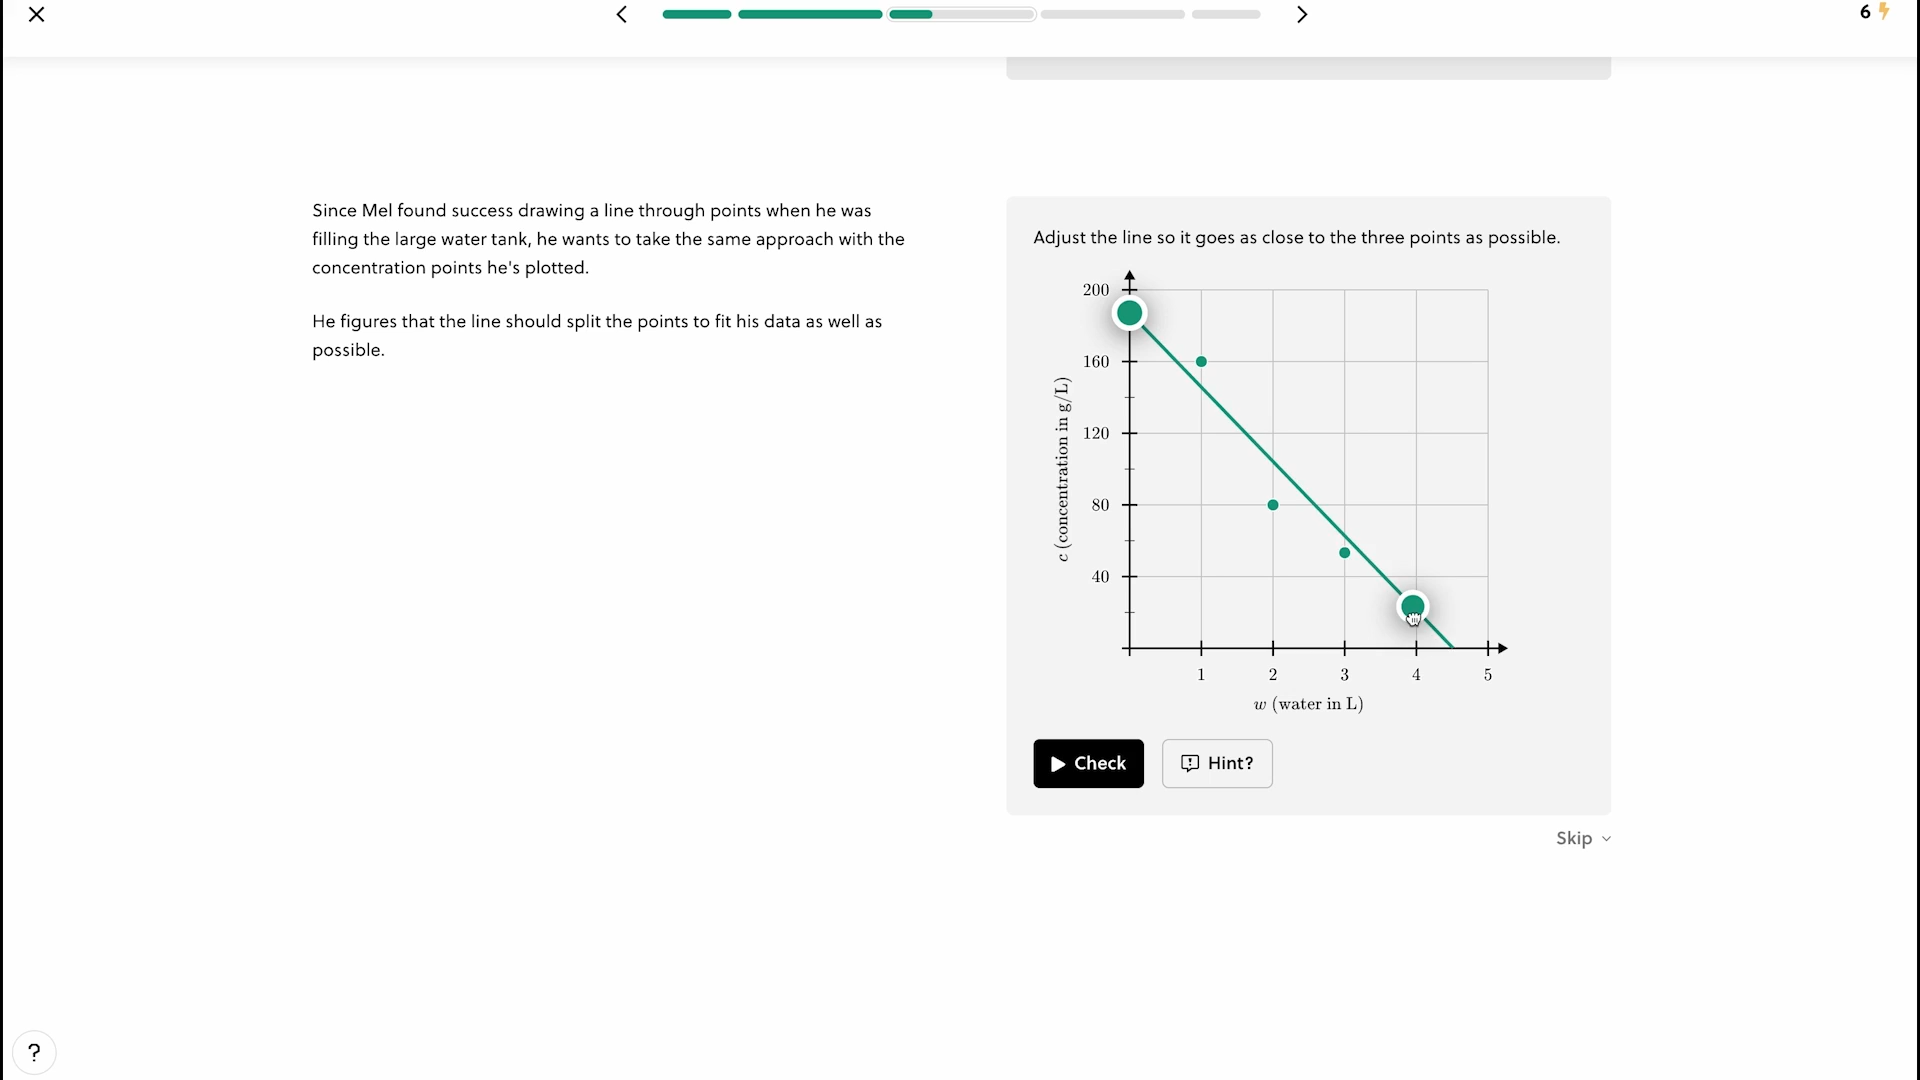 6
Since Mel found success drawing a line through points when he was
filling the large water tank, he wants to take the same approach with the
concentration points he's plotted.
He figures that the line should split the points to fit his data as well as
possible.
Adjust the line so it goes as close to the three points as possible.
200
160
120
80
40
c (concentration in g/L)
1 2 3 4 5
w (water in L)
Check
Hint?
Skip
?